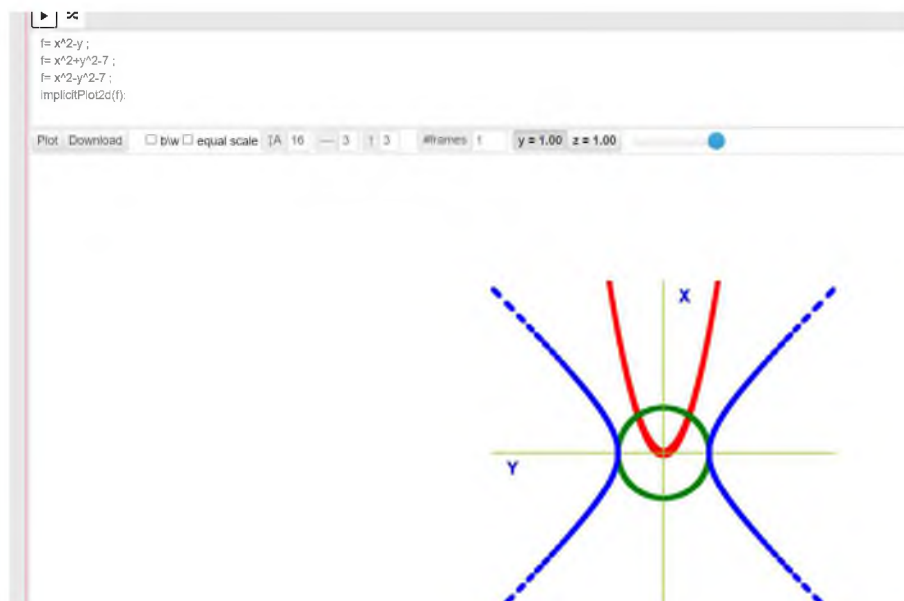 f= x^2-y ;
f= x^2+y^2-7 ;
f= x^2-y^2-7 ;
implicitPlot2d(f):
Plot Download b\w equal scale A 16 — 3 3 #frames 1 y = 1.00 z = 1.00
X
Y